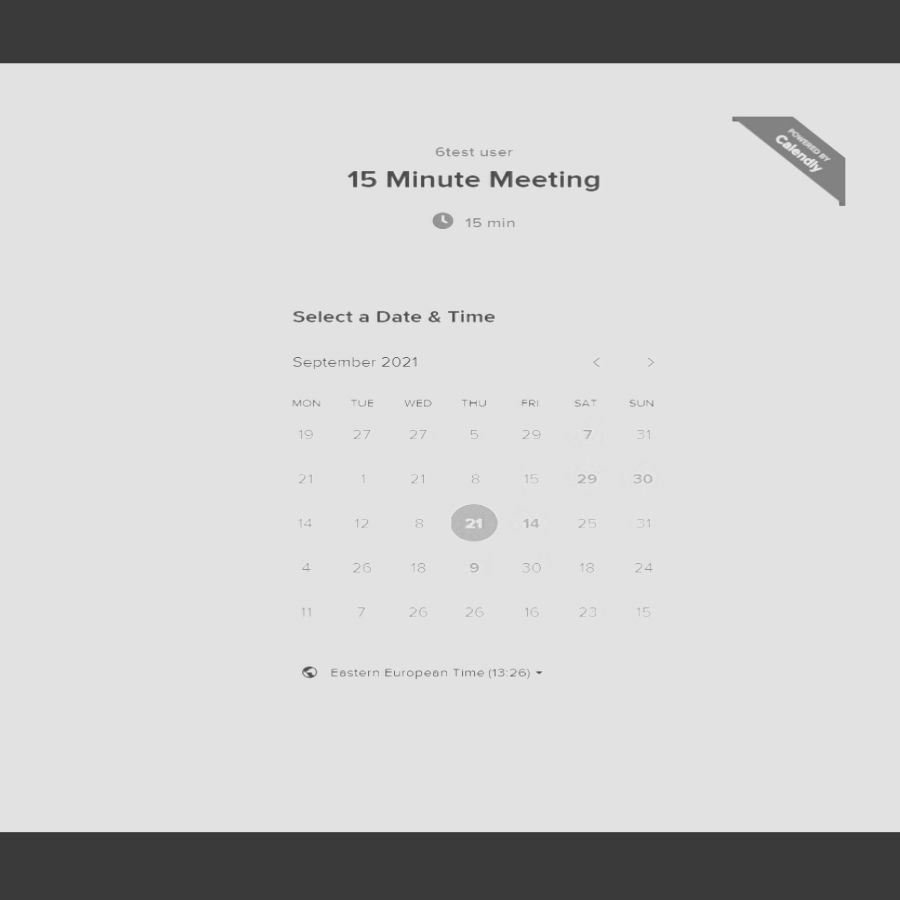 POWERED BY
Calendly
6test user
15 Minute Meeting
15 min
Select a Date & Time
September 2021 < >
MON TUE WED THU FRI SAT SUN
19 27 27 5 29 7 31
21 1 21 8 15 29 30
14 12 8 21 14 25 31
4 26 18 9 30 18 24
11 7 26 26 16 23 15
Eastern European Time (13:26)